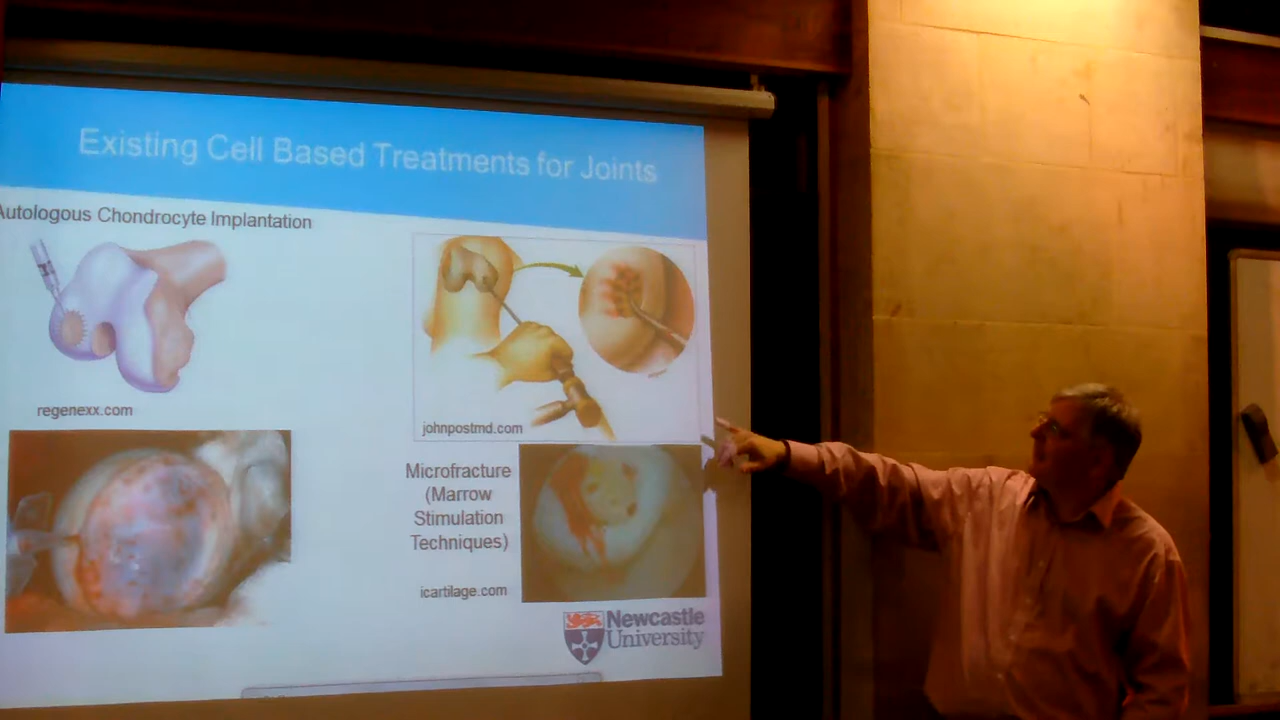 Existing Cell Based Treatments for Joints
Autologous Chondrocyte Implantation
regenexx.com
johnpostmd.com
Microfracture
(Marrow
Stimulation
Techniques)
icartilage.com
Newcastle
University